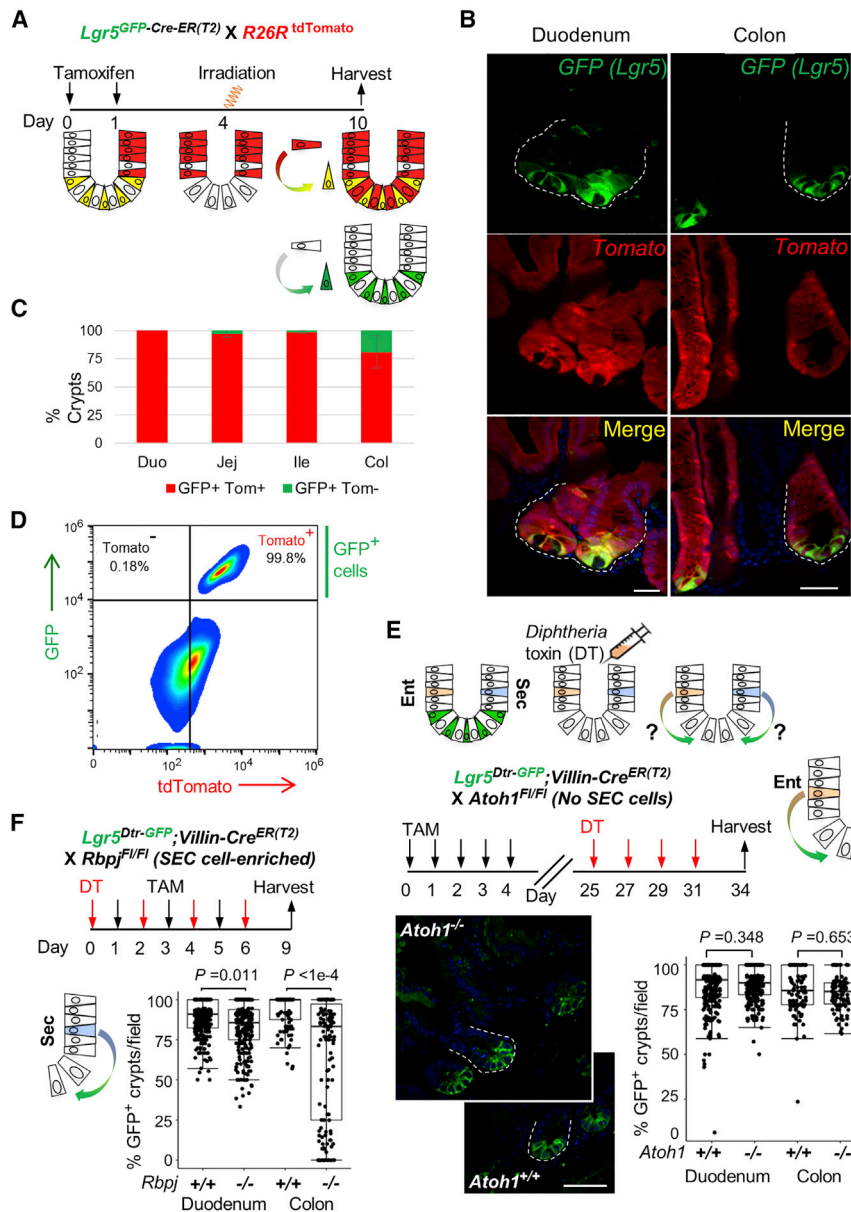 A
Lgr5GFP-Cre-ER(T2) X R26R tdTomato
Tamoxifen
Irradiation
Harvest
Day 0 1 4 10
B
Duodenum
Colon
GFP (Lgr5)
GFP (Lgr5)
Tomato
Tomato
Merge
Merge
C
% Crypts
100
75
50
25
0
Duo Jej Ile Col
GFP+ Tom+ GFP+ Tom-
D
GFP
10^6
10^4
10^2
Tomato-
0.18%
Tomato+
99.8%
GFP+
cells
10^2 10^4 10^6
tdTomato
E
Diphtheria
toxin (DT)
Ent
Sec
? ?
Lgr5Dtr-GFP;Villin-CreER(T2)
X Atoh1Fl/Fl (No SEC cells)
Ent
TAM
DT
Harvest
0 1 2 3 4 Day 25 27 29 31 34
Atoh1-/-
Atoh1+/+
P =0.348
P =0.653
% GFP+ crypts/field
100
75
50
25
0
Atoh1 +/+ -/- +/+ -/-
Duodenum Colon
F
Lgr5Dtr-GFP;Villin-CreER(T2)
X RbpjFl/Fl (SEC cell-enriched)
DT
TAM
Harvest
Day 0 1 2 3 4 5 6 9
Sec
P =0.011
P <1e-4
% GFP+ crypts/field
100
75
50
25
0
Rbpj +/+ -/- +/+ -/-
Duodenum Colon